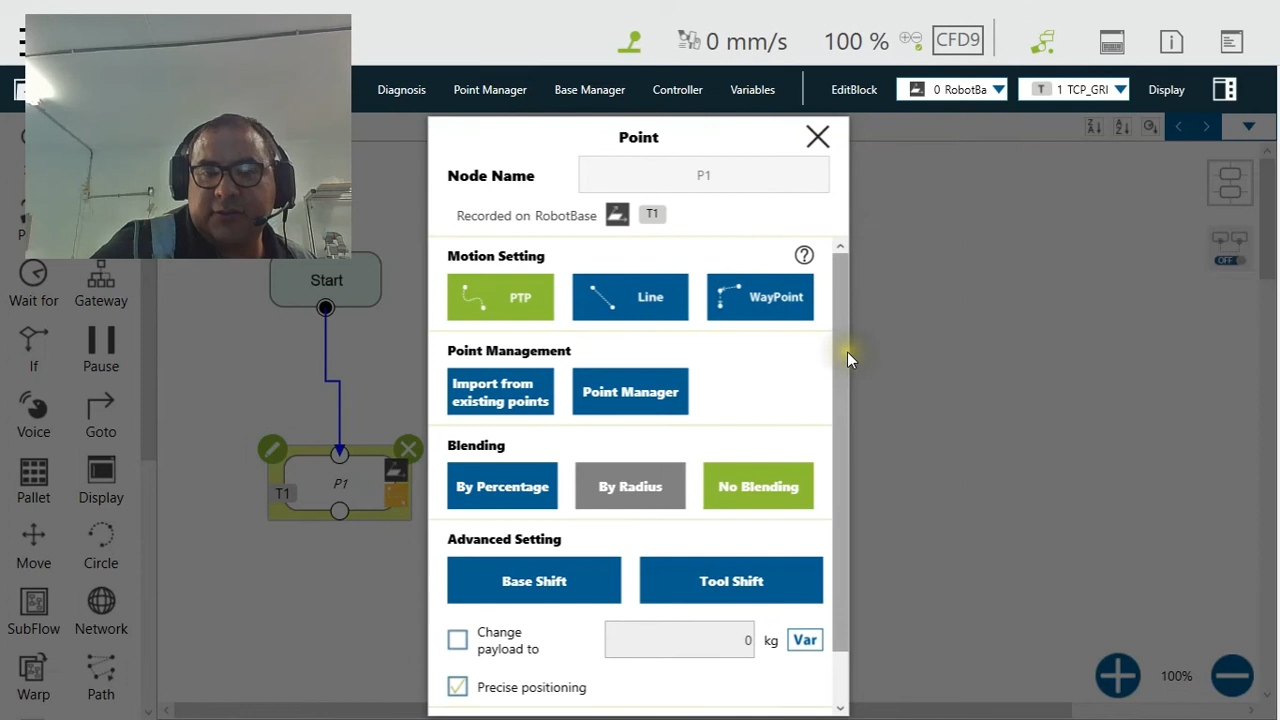 0 mm/s
100 %
CFD9
Diagnosis
Point Manager
Base Manager
Controller
Variables
EditBlock
0 RobotBa
T 1 TCP_GRI
Display
Point
Node Name
P1
Recorded on RobotBase
T1
Motion Setting
PTP
Line
WayPoint
Point Management
Import from
existing points
Point Manager
Blending
By Percentage
By Radius
No Blending
Advanced Setting
Base Shift
Tool Shift
Change
payload to
0
kg
Var
Precise positioning
Start
T1
P1
Wait for
Gateway
If
Pause
Voice
Goto
Pallet
Display
Move
Circle
SubFlow
Network
Warp
Path
OFF
100%